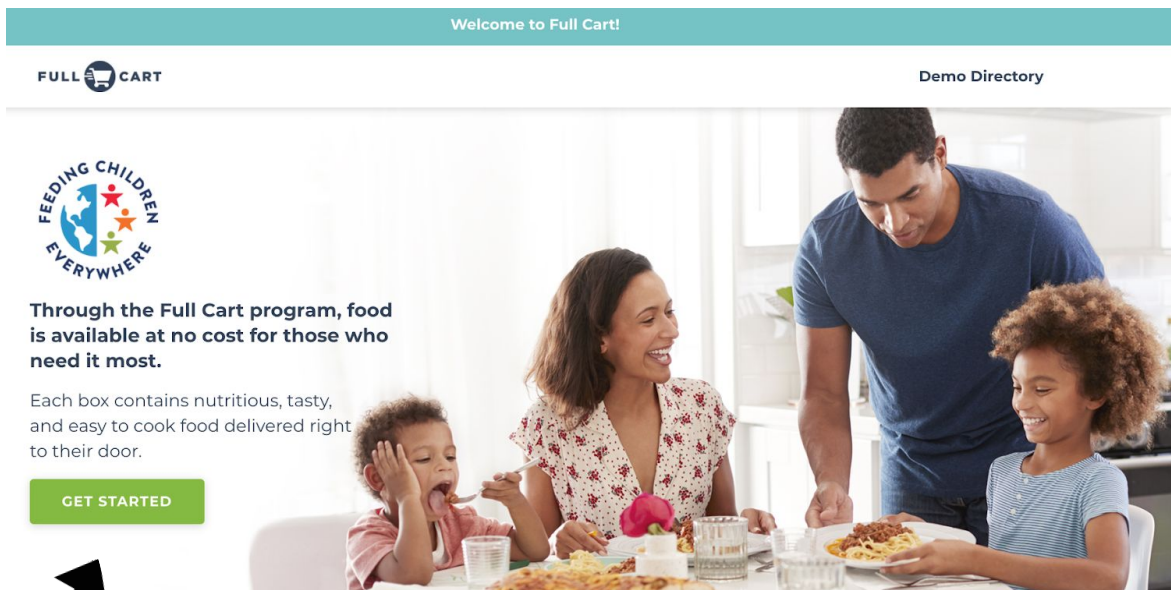 Welcome to Full Cart!
FULL CART
Demo Directory
FEEDING CHILDREN
EVERYWHERE
Through the Full Cart program, food
is available at no cost for those who
need it most.
Each box contains nutritious, tasty,
and easy to cook food delivered right
to their door.
GET STARTED